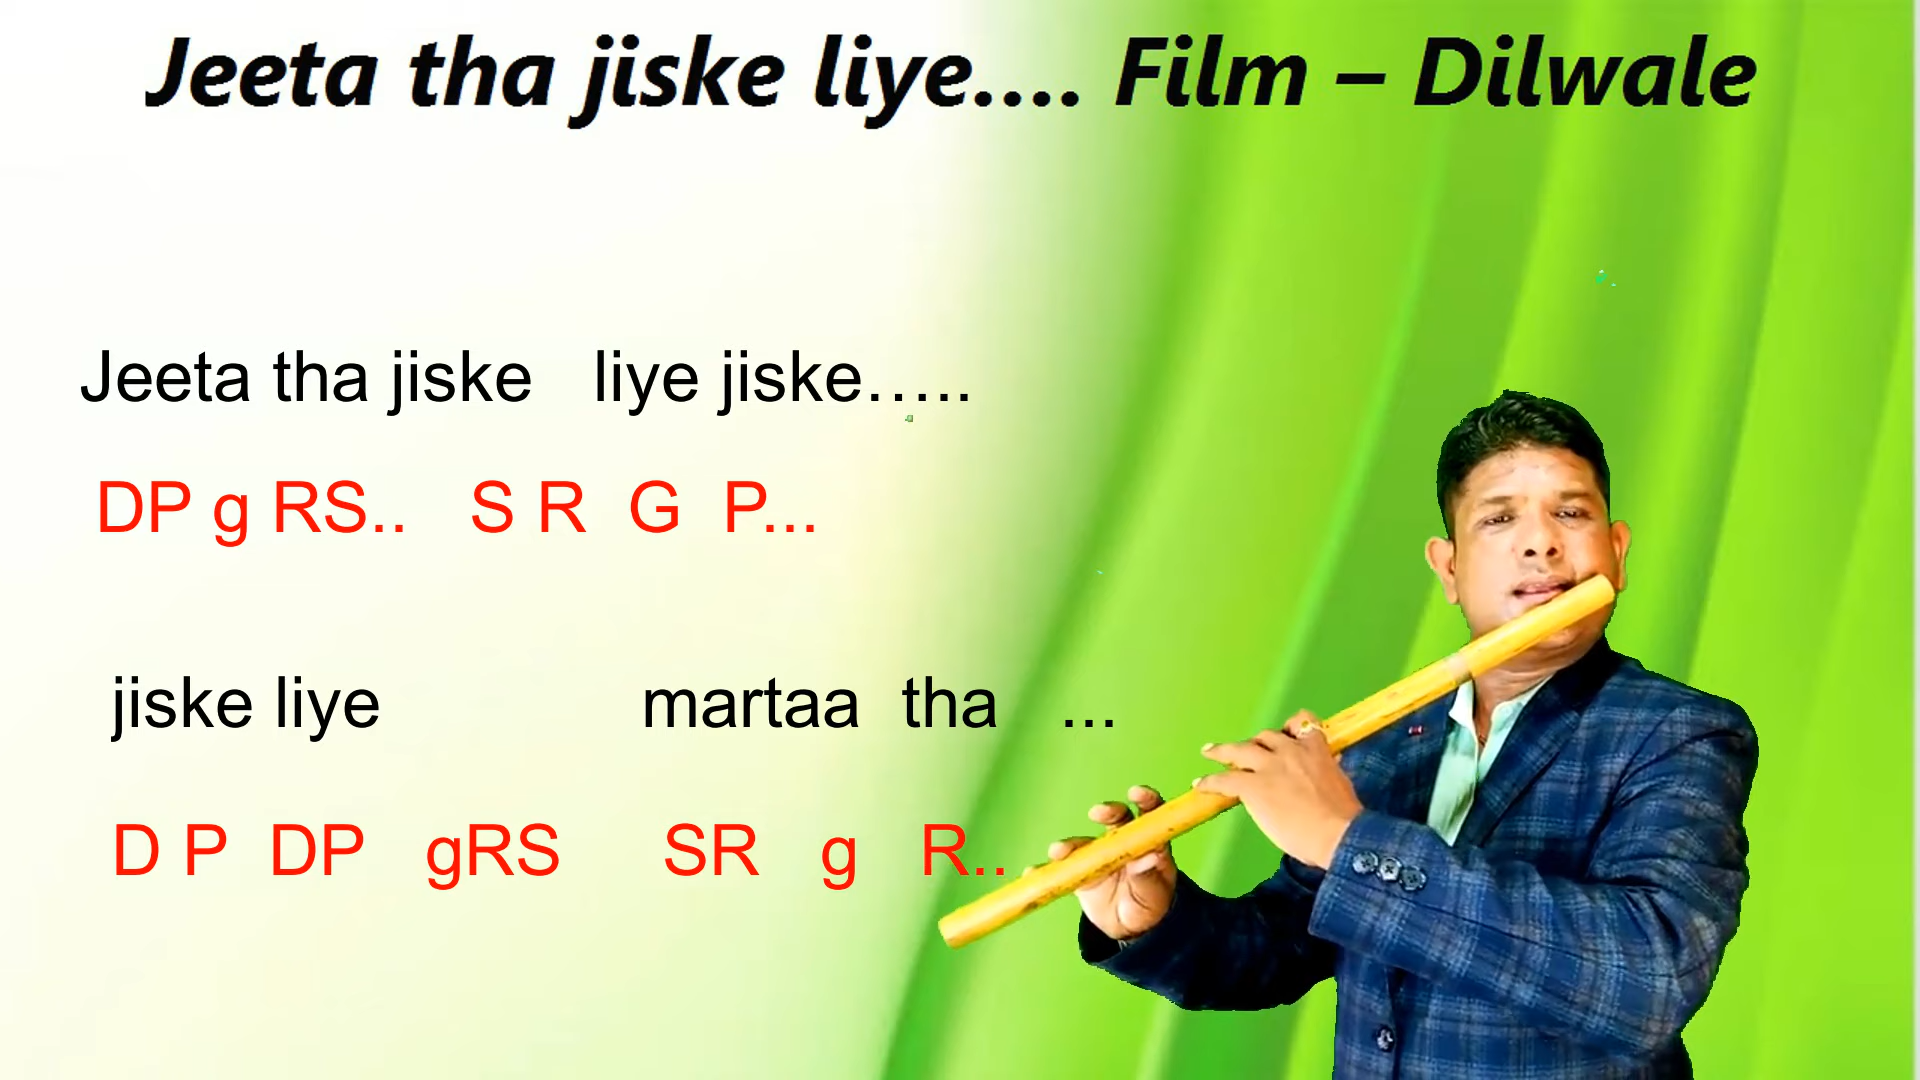 Jeeta tha jiske liye.... Film – Dilwale
Jeeta tha jiske liye jiske…..
DP g RS.. S R G P...
jiske liye martaa tha ...
D P DP gRS SR g R..